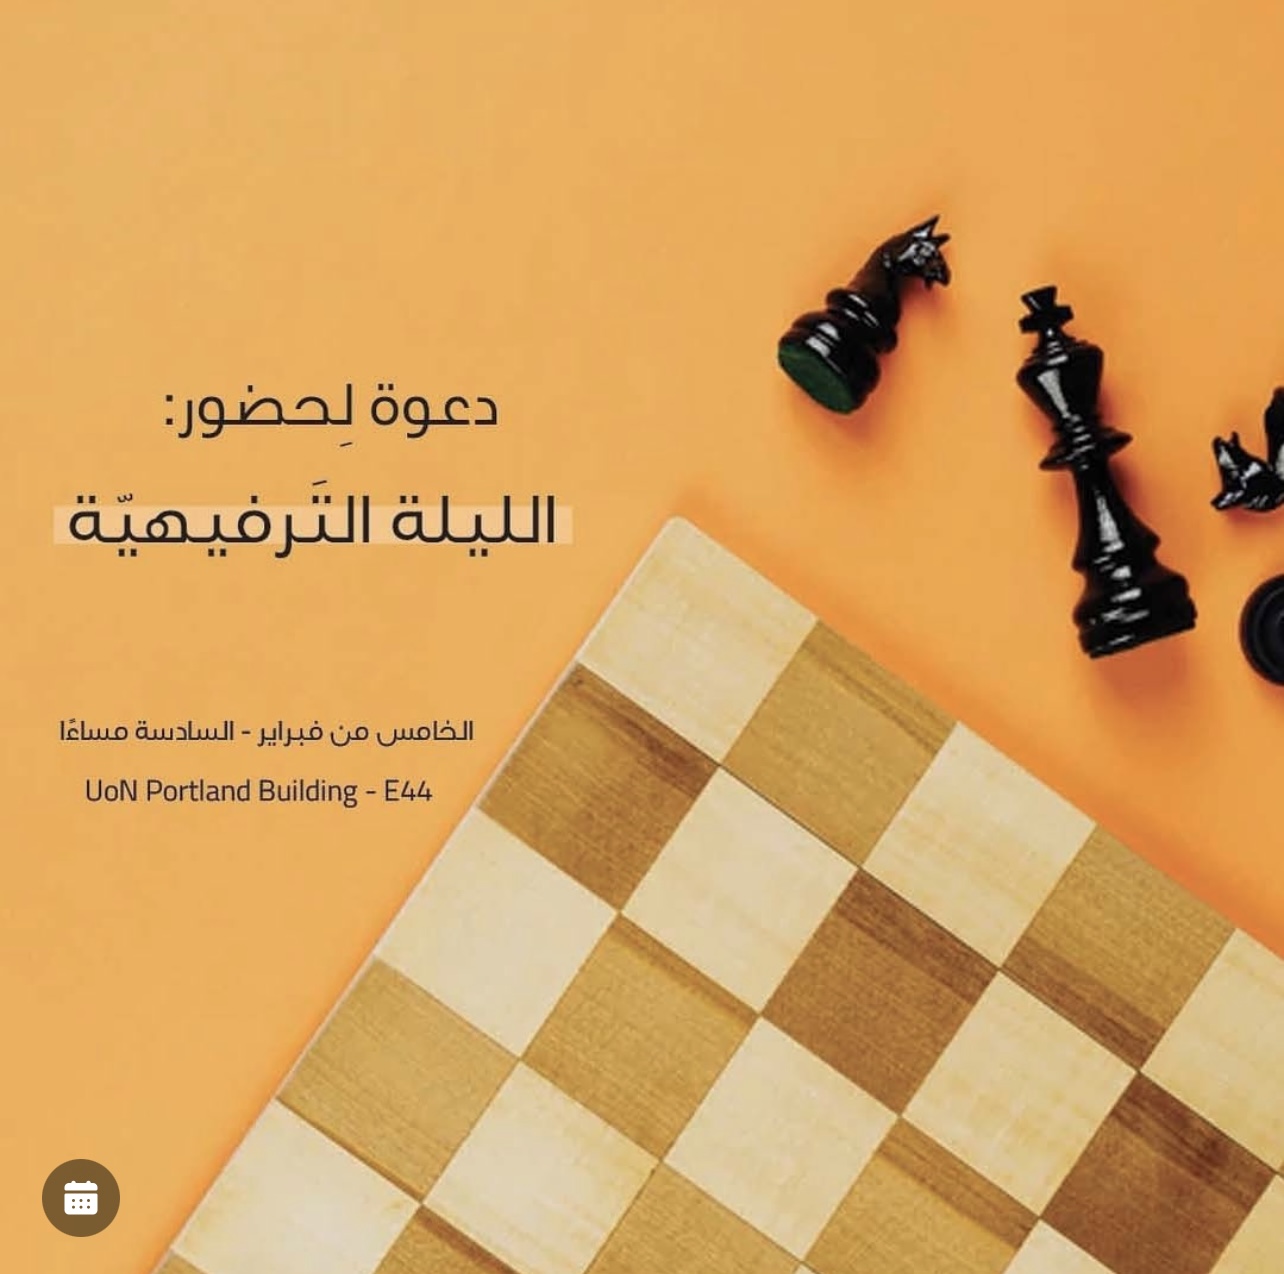 دعوة لِحضور:
الليلة التَرفيهيّة
الخامس من فبراير - السادسة مساءًا
UoN Portland Building - E44